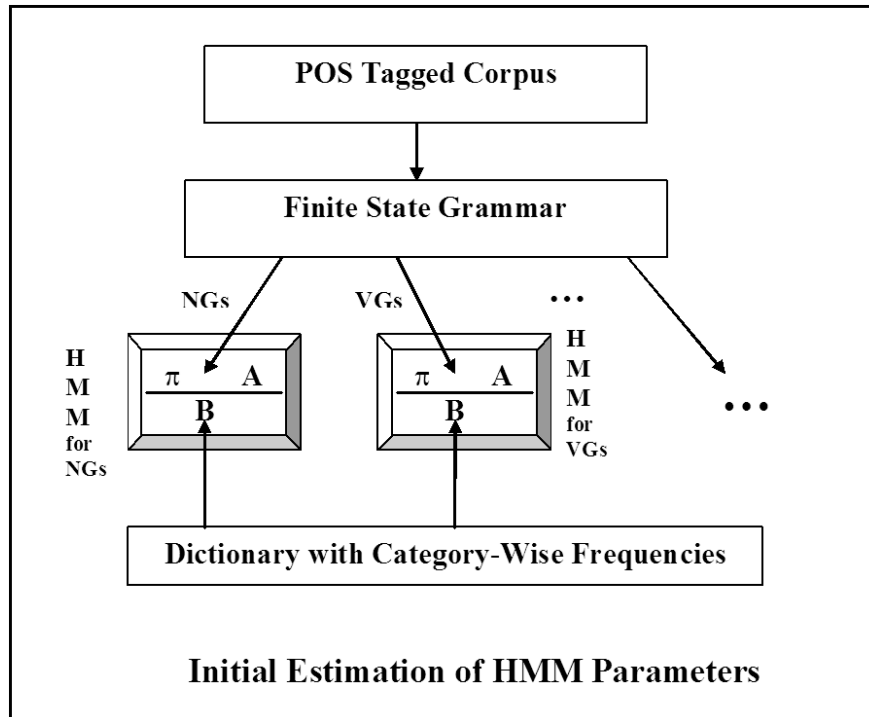 POS Tagged Corpus
Finite State Grammar
NGs
VGs
...
H
M
M
for
NGs
π A
B
π A
B
H
M
M
for
VGs
...
Dictionary with Category-Wise Frequencies
Initial Estimation of HMM Parameters